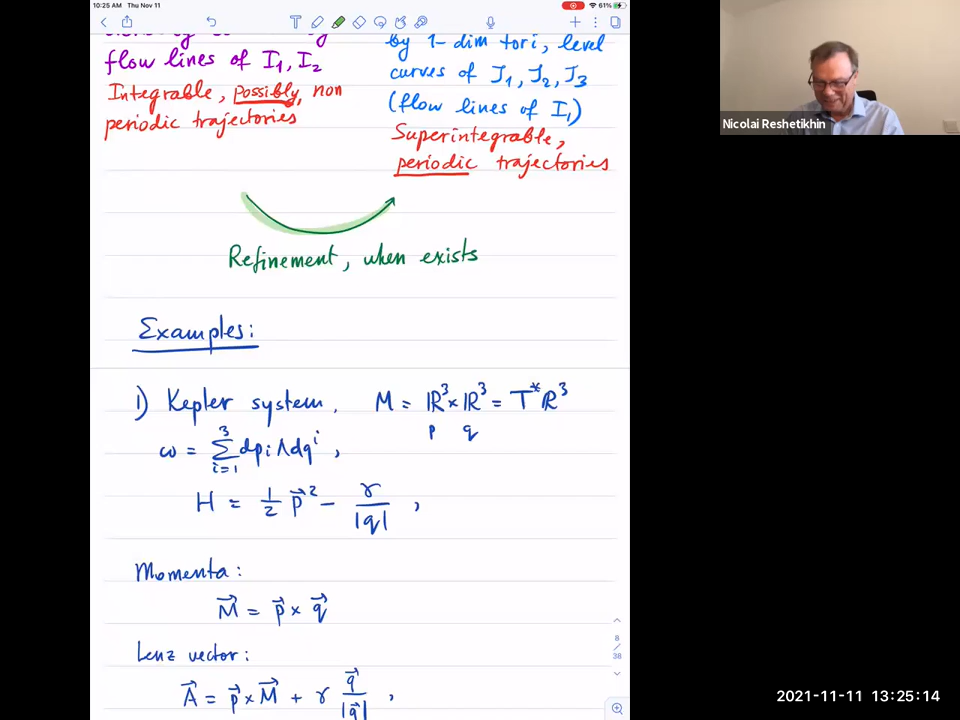 10:25 AM Thu Nov 11
61%
flow lines of I₁, I₂
Integrable, possibly, non
periodic trajectories
by 1-dim tori, level
curves of J₁, J₂, J₃
(flow lines of I₁)
Superintegrable,
periodic trajectories
Refinement, when exists
Examples:
1) Kepler system, M = ℝ³ × ℝ³ = T*ℝ³
p q
ω = Σ³ᵢ₌₁ dpᵢ ∧ dqⁱ ,
H = 1/2 p⃗² − γ/|q| ,
Momenta:
M⃗ = p⃗ × q⃗
Lenz vector:
A⃗ = p⃗ × M⃗ + γ q⃗/|q⃗| ,
8
/
38
Nicolai Reshetikhin
2021-11-11 13:25:14